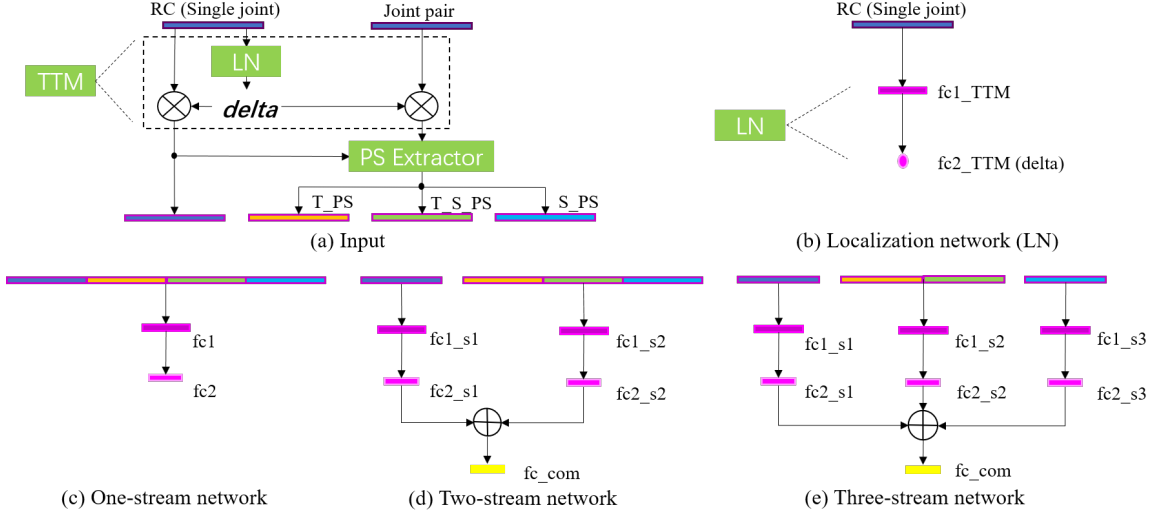 RC (Single joint)
Joint pair
LN
TTM
delta
PS Extractor
T_PS
T_S_PS
S_PS
(a) Input
RC (Single joint)
fc1_TTM
LN
fc2_TTM (delta)
(b) Localization network (LN)
fc1
fc2
(c) One-stream network
fc1_s1
fc1_s2
fc2_s1
fc2_s2
fc_com
(d) Two-stream network
fc1_s1
fc1_s2
fc1_s3
fc2_s1
fc2_s2
fc2_s3
fc_com
(e) Three-stream network